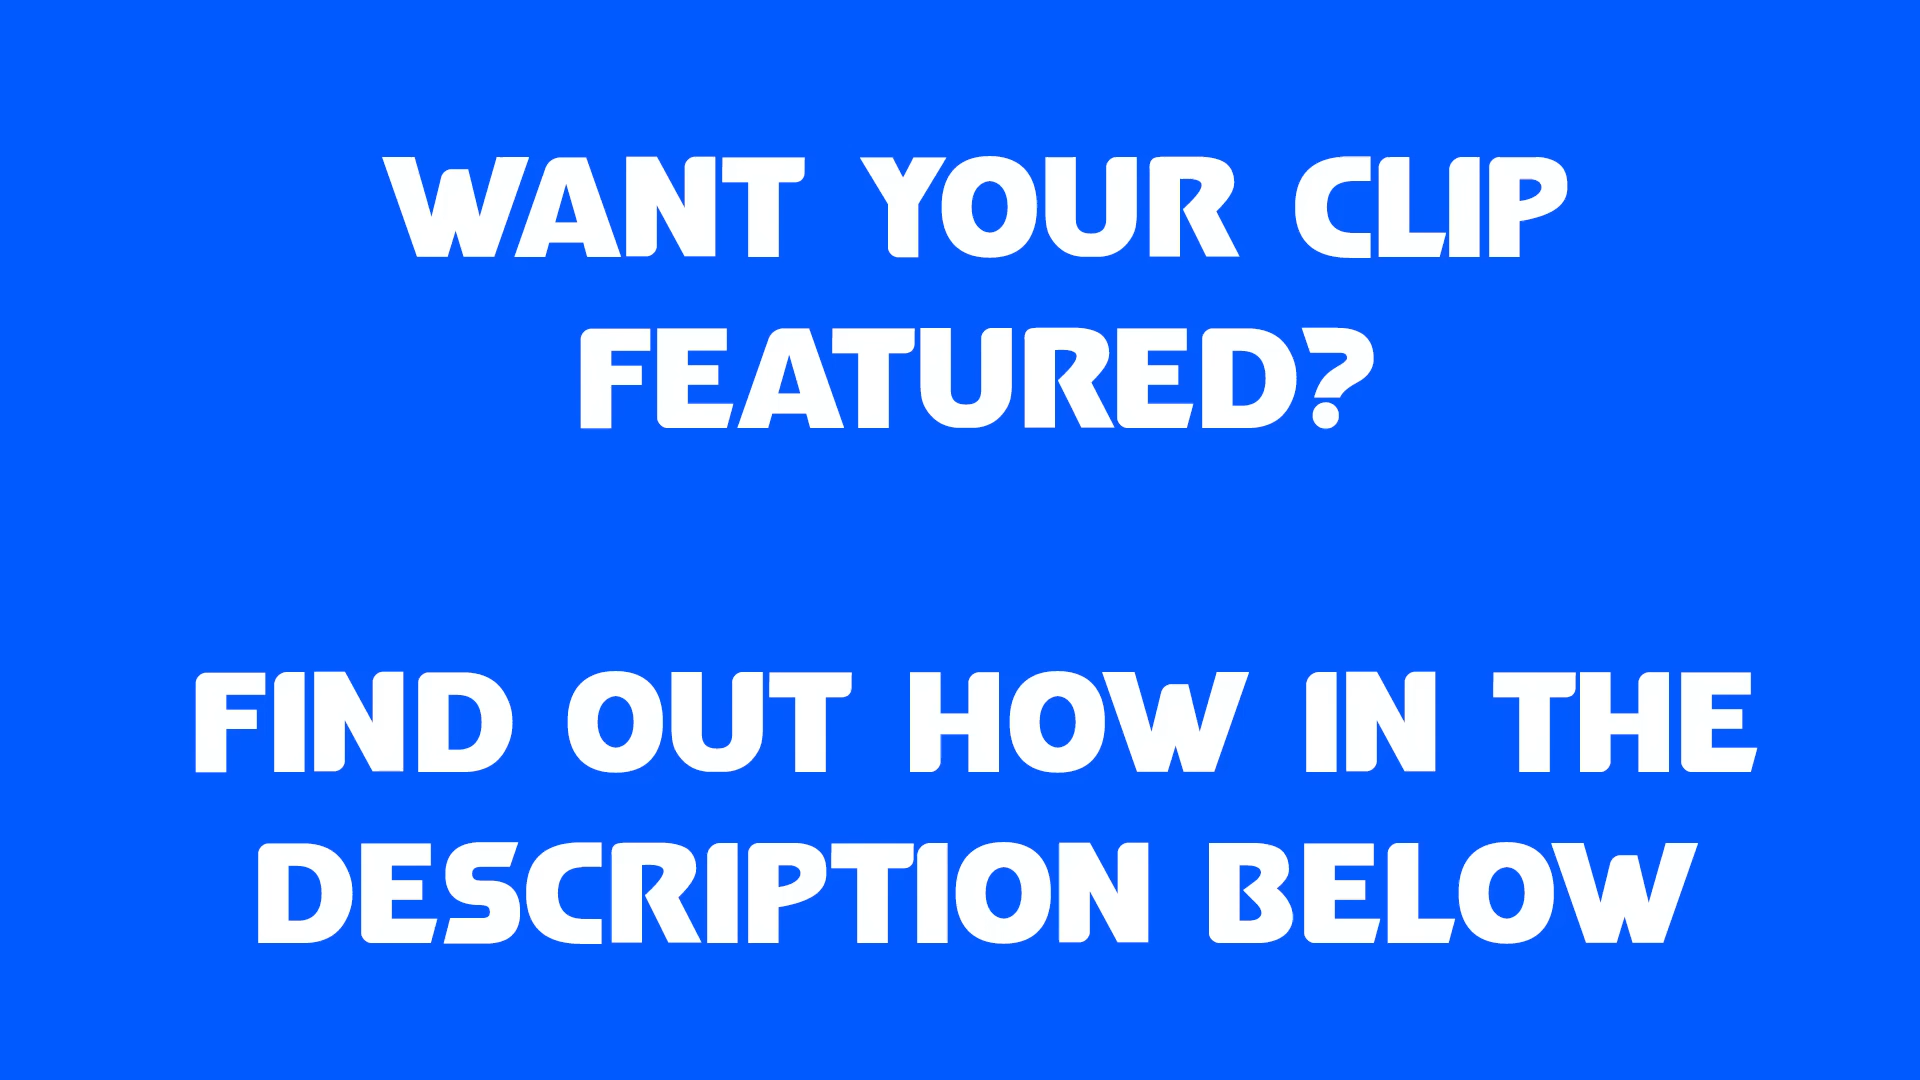 WANT YOUR CLIP
FEATURED?
FIND OUT HOW IN THE
DESCRIPTION BELOW